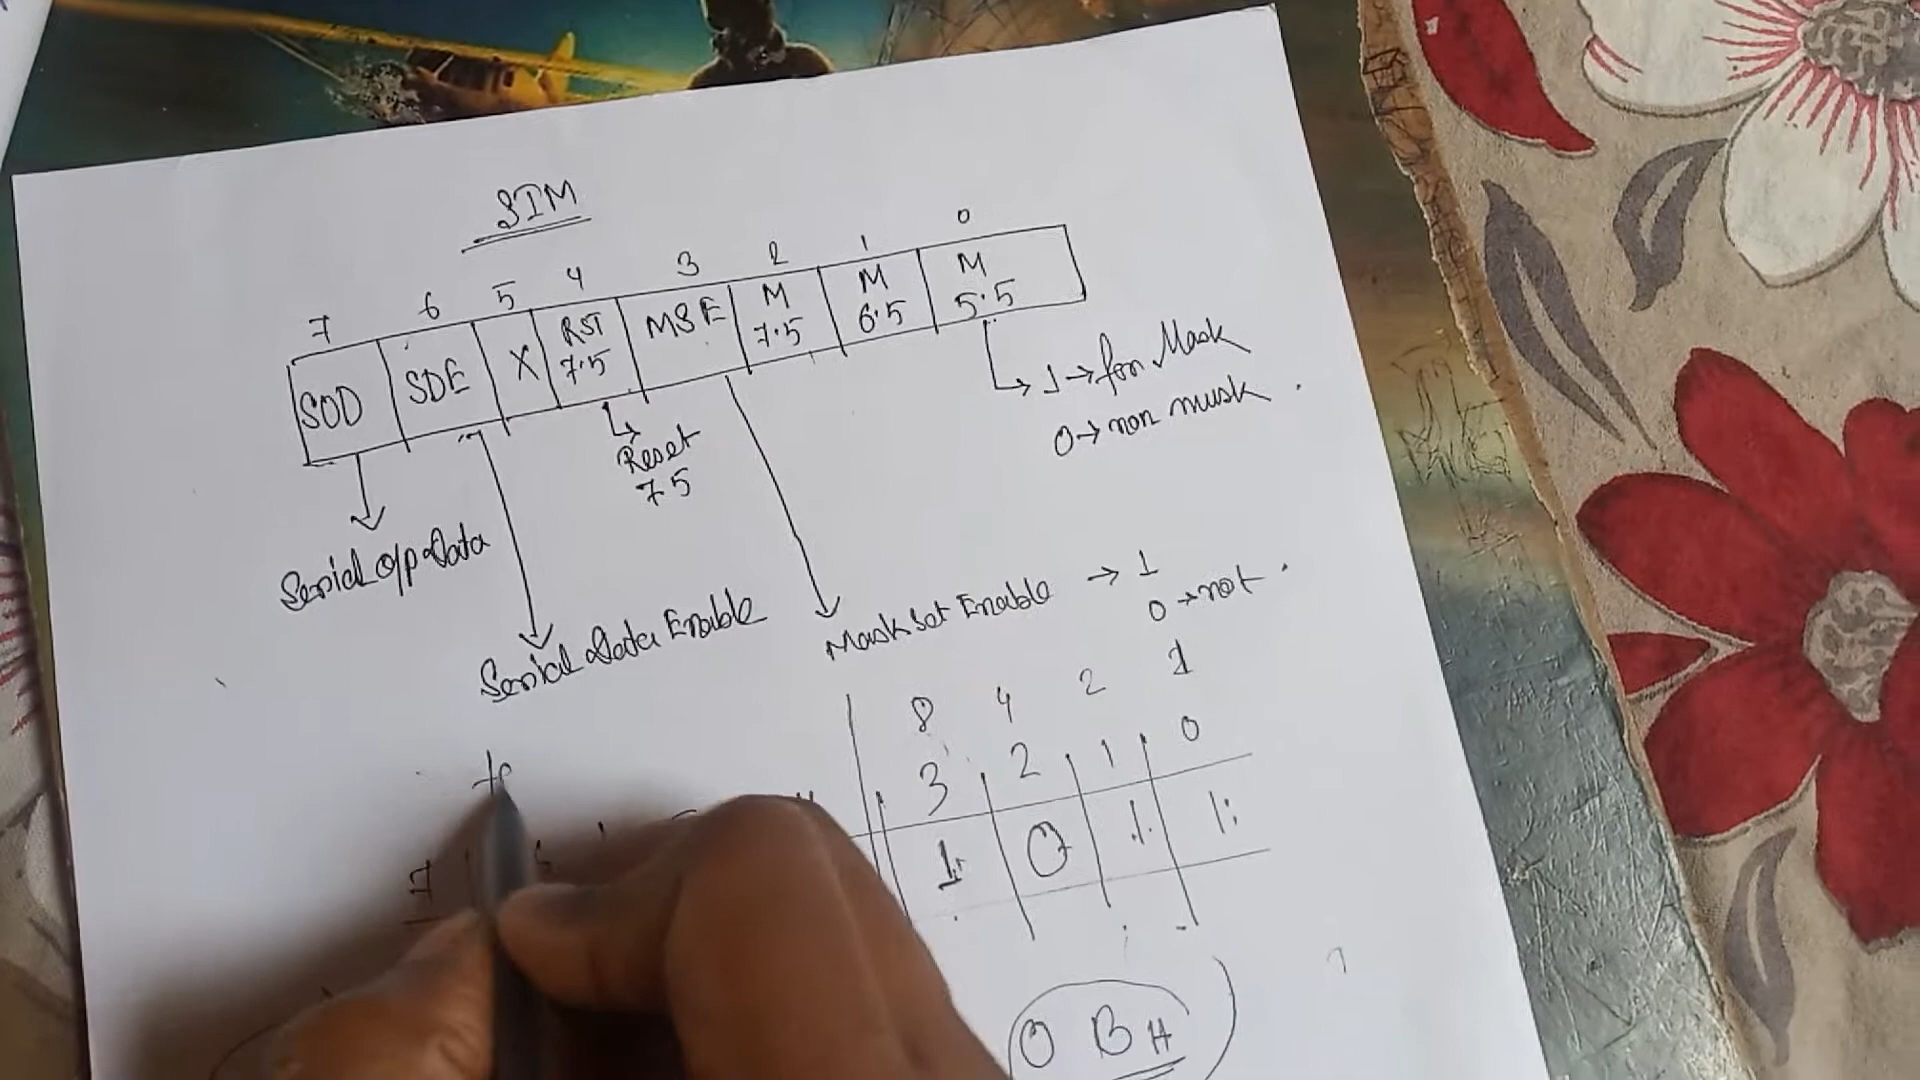 SIM
7 6 5 4 3 2 1 0
SOD SDE X RST 7.5 MSE M 7.5 M 6.5 M 5.5
Reset
7.5
1 → for Mask
0 → non musk .
Serial o/p Data
Serial Data Enable
Mask Set Enable → 1
0 → not .
8 4 2 1
3 2 1 0
7
1 0 1 1
0 B H